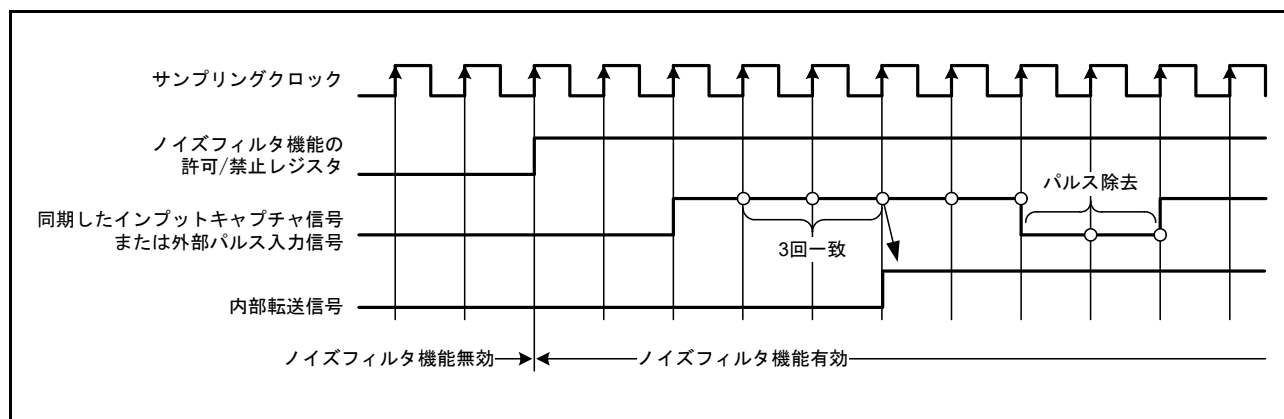 サンプリングクロック
ノイズフィルタ機能の
許可/禁止レジスタ
パルス除去
同期したインプットキャプチャ信号
または外部パルス入力信号
3回一致
内部転送信号
ノイズフィルタ機能無効
ノイズフィルタ機能有効